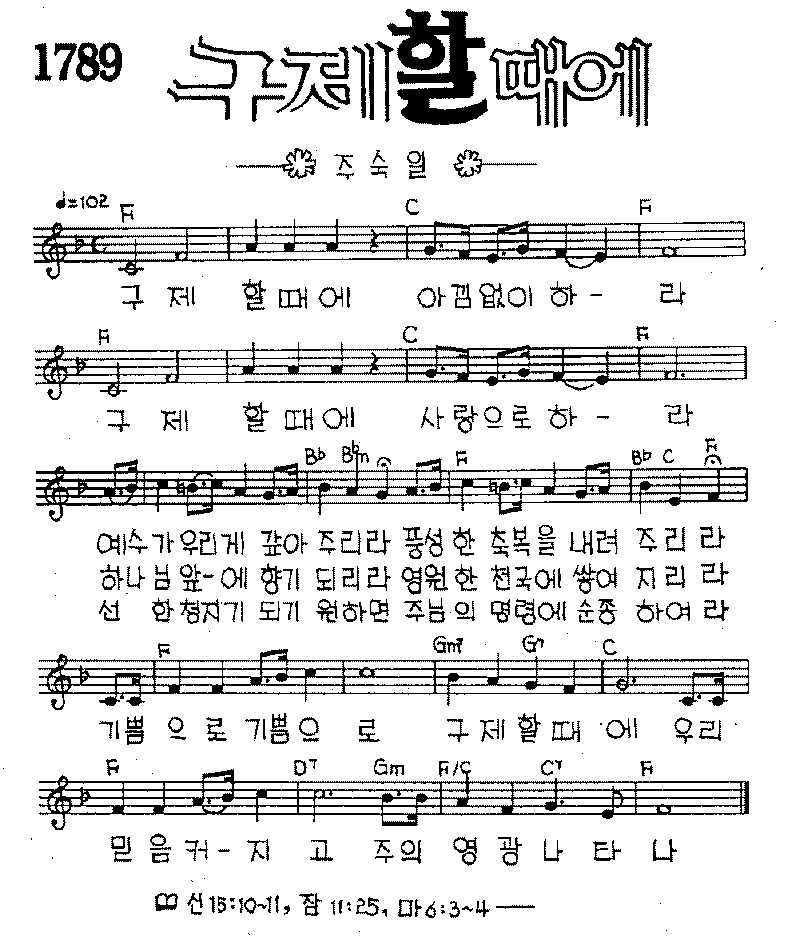 1789
구제할때에
주숙일
♩=102 F C F
구 제 할 때 에 아낌없이 하 - 라
F C F
구 제 할 때 에 사랑으로 하 - 라
Bb Bbm F Bb C F
예수가 우리게 갚아 주리라 풍성한 축복을 내려 주리라
하나님 앞-에 향기 되리라 영원한 천국에 쌓여 지리라
선 한청지기 되기 원하면 주님의 명령에 순종 하여라
F Gm7 G7 C
기쁨 으 로 기쁨으 로 구 제 할 때 에 우리
F D7 Gm F/C C7 F
믿 음 커 - 지 고 주의 영 광 나 타 나
신 15:10~11, 잠 11:25, 마 6:3~4